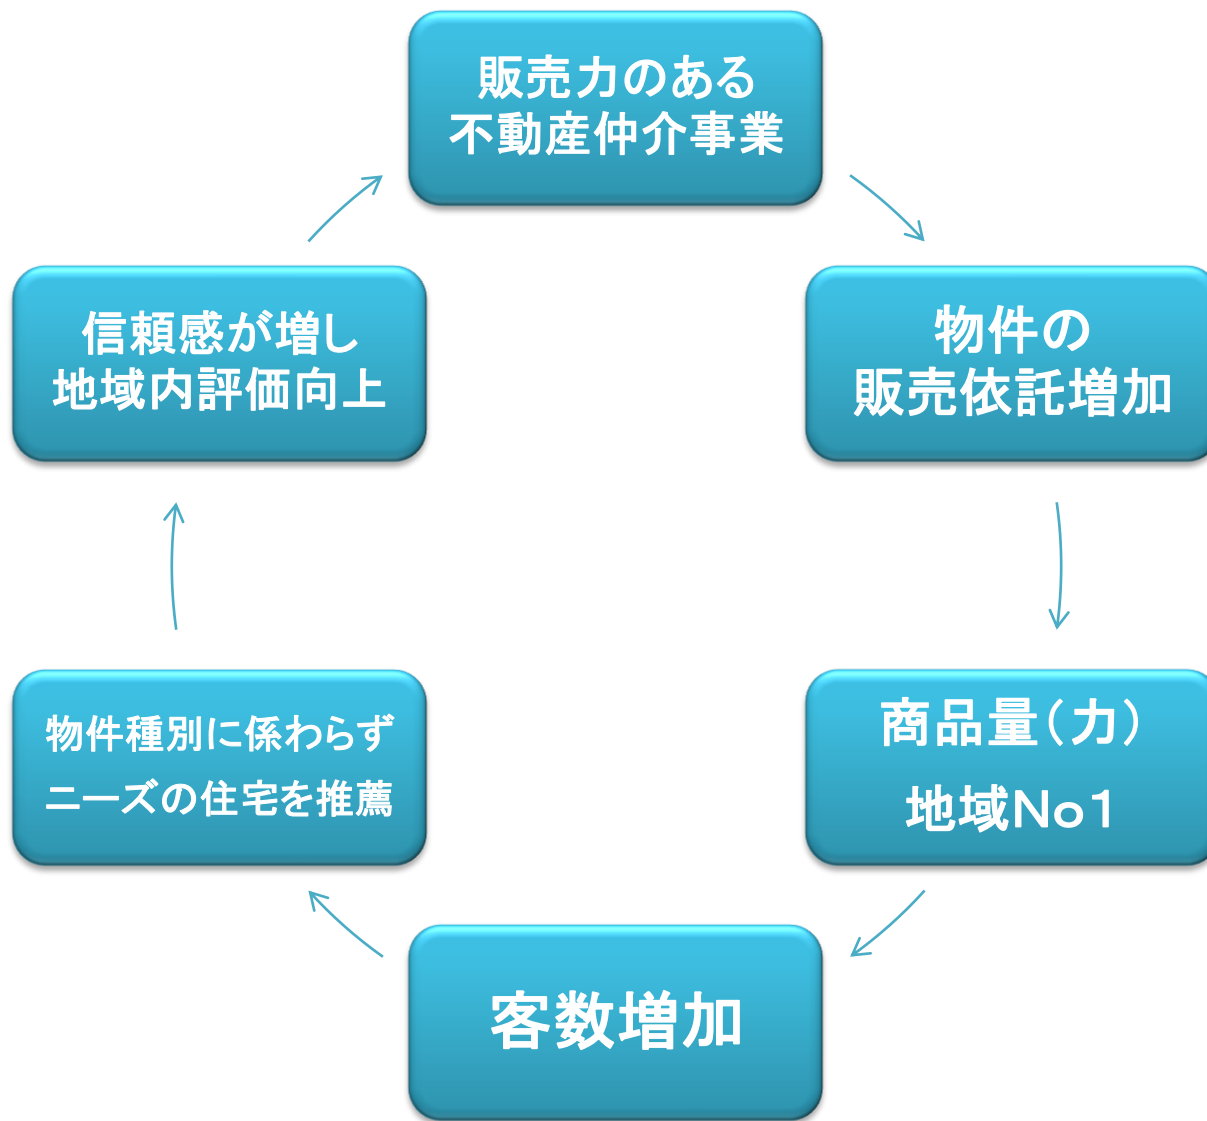 販売力のある
不動産仲介事業
物件の
販売依託増加
商品量（力）
地域No1
客数増加
物件種別に係わらず
ニーズの住宅を推薦
信頼感が増し
地域内評価向上